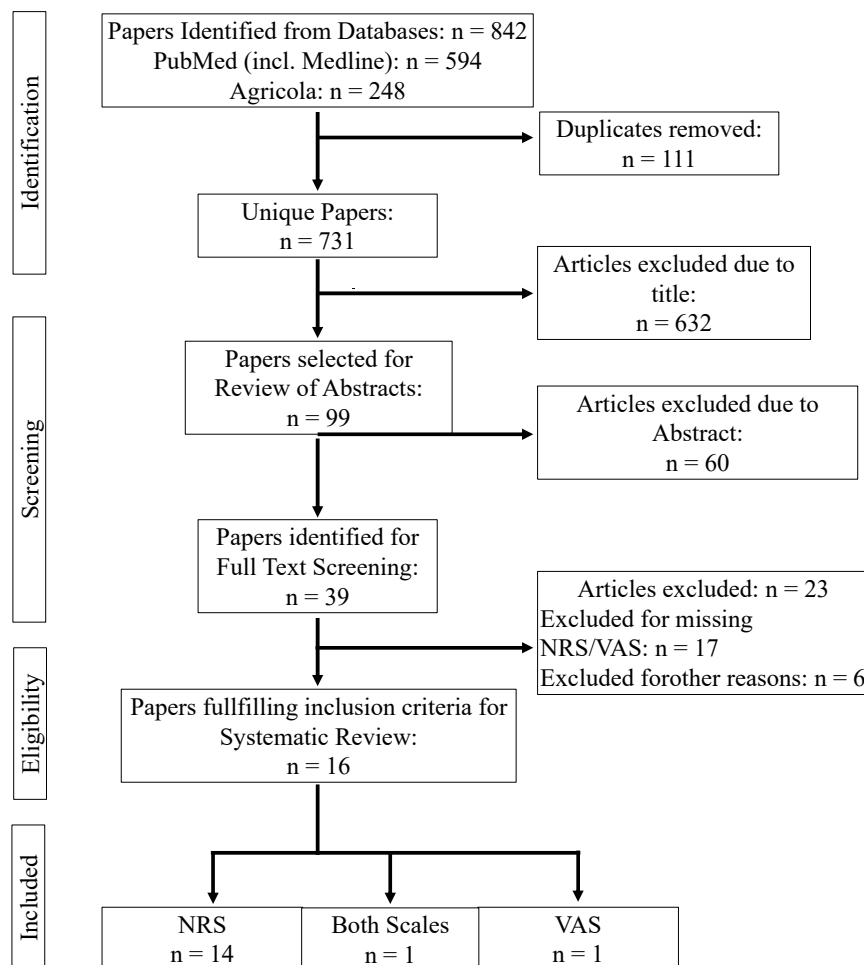 Identification
Papers Identified from Databases: n = 842
PubMed (incl. Medline): n = 594
Agricola: n = 248
Duplicates removed:
n = 111
Unique Papers:
n = 731
Articles excluded due to
title:
n = 632
Screening
Papers selected for
Review of Abstracts:
n = 99
Articles excluded due to
Abstract:
n = 60
Papers identified for
Full Text Screening:
n = 39
Articles excluded: n = 23
Excluded for missing
NRS/VAS: n = 17
Excluded forother reasons: n = 6
Eligibility
Papers fullfilling inclusion criteria for
Systematic Review:
n = 16
Included
NRS
n = 14
Both Scales
n = 1
VAS
n = 1